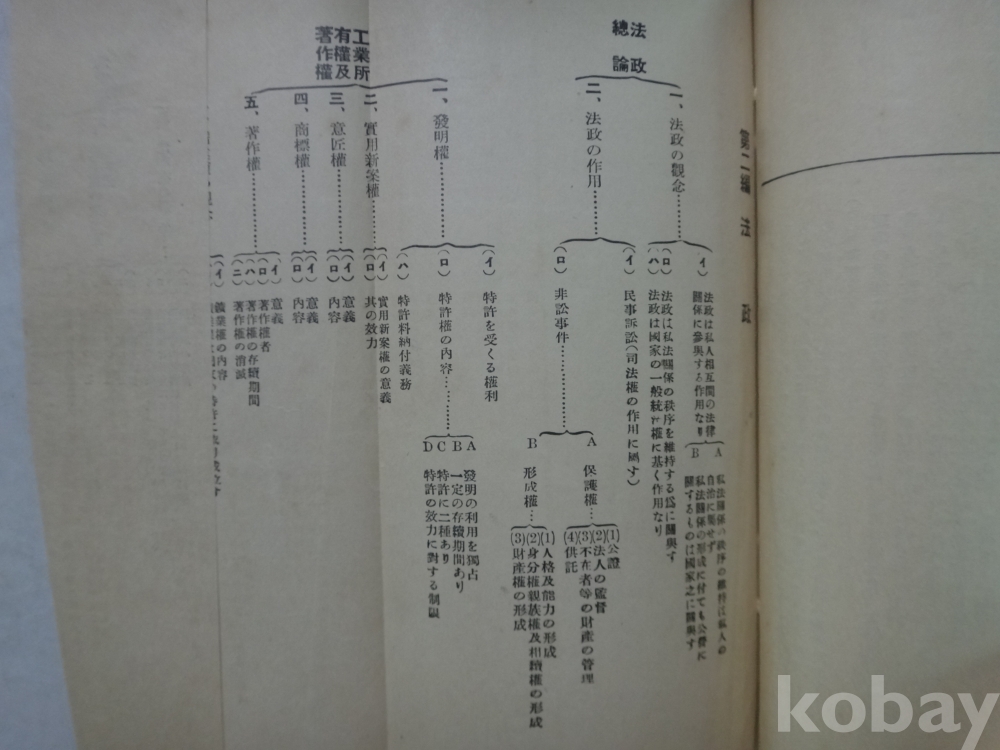 第二編 法政
法政
總論
一、法政の觀念
(イ)法政は私人相互間の法律
關係に參與する作用なり
A 私法關係の秩序の維持は私人の
自治に委せず
B 私法關係の形成に付ても公營に
關するものは國家之に關與す
(ロ)法政は私法關係の秩序を維持する爲に關與す
(ハ)法政は國家の一般統治權に基く作用なり
二、法政の作用
(イ)民事訴訟(司法權の作用に屬す)
(ロ)非訟事件
A 保護權
(1)公證
(2)法人の監督
(3)不在者等の財產の管理
(4)供託
B 形成權
(1)人格及能力の形成
(2)身分權親族權及相續權の形成
(3)財產權の形成
工業所
有權及
著作權
一、發明權
(イ)特許を受くる權利
(ロ)特許權の內容
A 發明の利用を獨占
B 一定の存續期間あり
C 特許に二種あり
D 特許の效力に對する制限
(ハ)特許料納付義務
二、實用新案權
(イ)實用新案權の意義
(ロ)其の效力
三、意匠權
(イ)意義
(ロ)內容
四、商標權
(イ)意義
(ロ)內容
五、著作權
(イ)意義
(ロ)著作權者
(ハ)著作權の存續期間
(ニ)著作權の消滅
(イ)鑛業權の內容
kobay